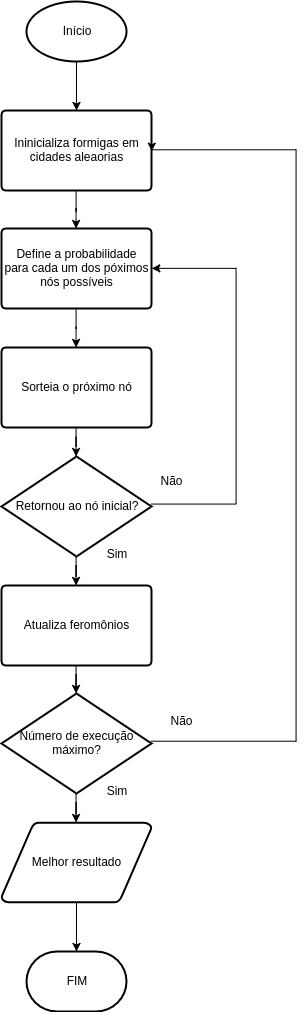 Início
Ininicializa formigas em
cidades aleaorias
Define a probabilidade
para cada um dos póximos
nós possíveis
Sorteia o próximo nó
Retornou ao nó inicial?
Não
Sim
Atualiza feromônios
Número de execução
máximo?
Não
Sim
Melhor resultado
FIM